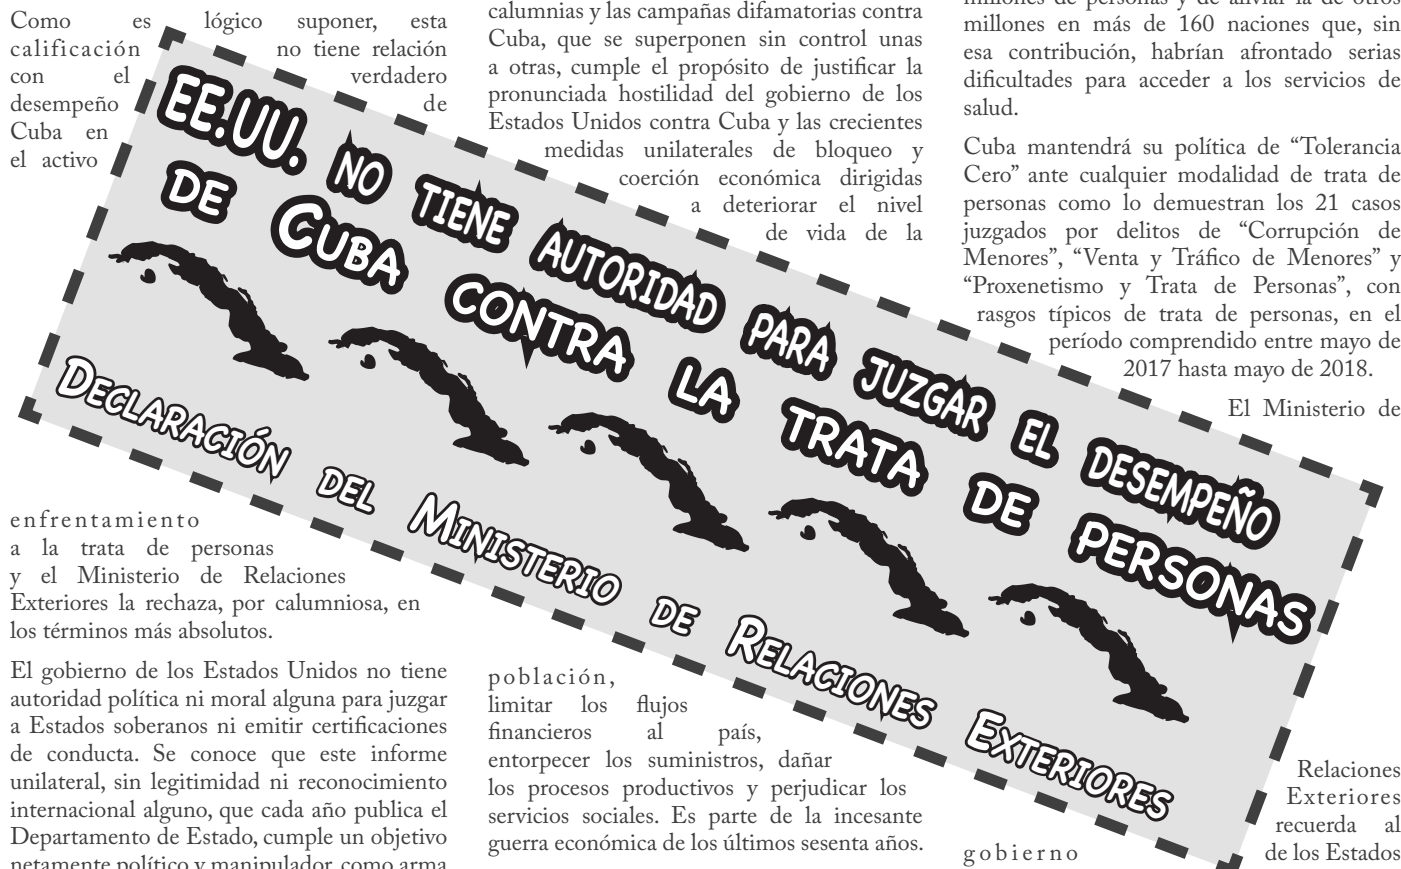 Como es lógico suponer, esta
calificación no tiene relación
con el verdadero
desempeño de
Cuba en
el activo
enfrentamiento
a la trata de personas
y el Ministerio de Relaciones
Exteriores la rechaza, por calumniosa, en
los términos más absolutos.
El gobierno de los Estados Unidos no tiene
autoridad política ni moral alguna para juzgar
a Estados soberanos ni emitir certificaciones
de conducta. Se conoce que este informe
unilateral, sin legitimidad ni reconocimiento
internacional alguno, que cada año publica el
Departamento de Estado, cumple un objetivo
netamente político y manipulador, como arma
calumnias y las campañas difamatorias contra
Cuba, que se superponen sin control unas
a otras, cumple el propósito de justificar la
pronunciada hostilidad del gobierno de los
Estados Unidos contra Cuba y las crecientes
medidas unilaterales de bloqueo y
coerción económica dirigidas
a deteriorar el nivel
de vida de la
población,
limitar los flujos
financieros al país,
entorpecer los suministros, dañar
los procesos productivos y perjudicar los
servicios sociales. Es parte de la incesante
guerra económica de los últimos sesenta años.
millones de personas y de aliviar la de otros
millones en más de 160 naciones que, sin
esa contribución, habrían afrontado serias
dificultades para acceder a los servicios de
salud.
Cuba mantendrá su política de “Tolerancia
Cero” ante cualquier modalidad de trata de
personas como lo demuestran los 21 casos
juzgados por delitos de “Corrupción de
Menores”, “Venta y Tráfico de Menores” y
“Proxenetismo y Trata de Personas”, con
rasgos típicos de trata de personas, en el
período comprendido entre mayo de
2017 hasta mayo de 2018.
El Ministerio de
Relaciones
Exteriores
recuerda al
gobierno de los Estados
EE.UU. NO TIENE AUTORIDAD PARA JUZGAR EL DESEMPEÑO
DE CUBA CONTRA LA TRATA DE PERSONAS
DECLARACIÓN DEL MINISTERIO DE RELACIONES EXTERIORES